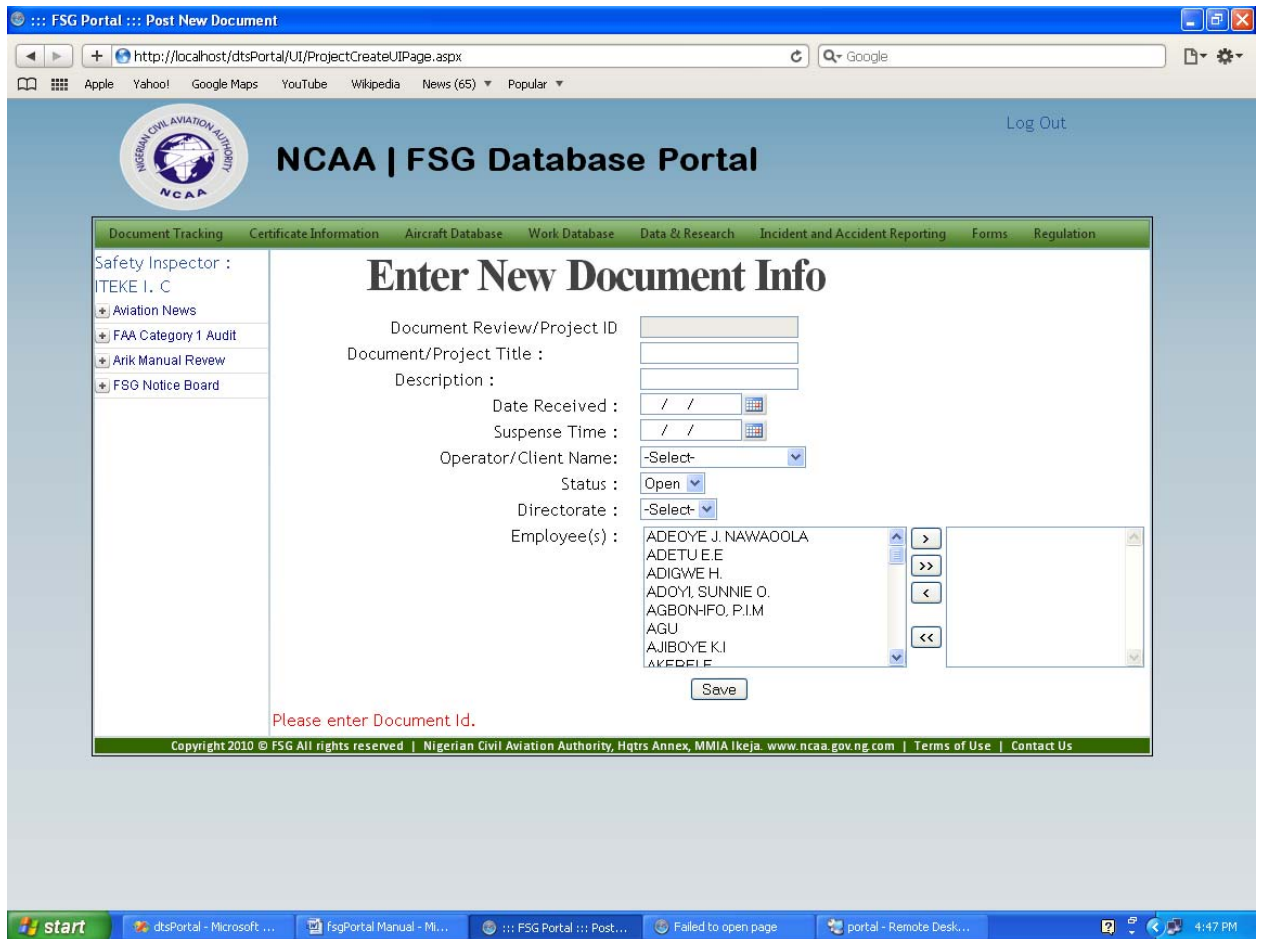 ::: FSG Portal ::: Post New Document
http://localhost/dtsPortal/UI/ProjectCreateUIPage.aspx
Google
Apple Yahoo! Google Maps YouTube Wikipedia News (65) Popular
NIGERIAN CIVIL AVIATION AUTHORITY
NCAA
NCAA | FSG Database Portal
Log Out
Document Tracking Certificate Information Aircraft Database Work Database Data & Research Incident and Accident Reporting Forms Regulation
Safety Inspector :
ITEKE I. C
+ Aviation News
+ FAA Category 1 Audit
+ Arik Manual Revew
+ FSG Notice Board
Enter New Document Info
Document Review/Project ID
Document/Project Title :
Description :
Date Received : / /
Suspense Time : / /
Operator/Client Name: -Select-
Status : Open
Directorate : -Select-
Employee(s) :
ADEOYE J. NAWAOOLA
ADETU E.E
ADIGWE H.
ADOYI, SUNNIE O.
AGBON-IFO, P.I.M
AGU
AJIBOYE K.I
AKERELE
>
>>
<
<<
Save
Please enter Document Id.
Copyright 2010 © FSG All rights reserved | Nigerian Civil Aviation Authority, Hqtrs Annex, MMIA Ikeja. www.ncaa.gov.ng.com | Terms of Use | Contact Us
start dtsPortal - Microsoft ... fsgPortal Manual - Mi... ::: FSG Portal ::: Post... Failed to open page portal - Remote Desk... 4:47 PM